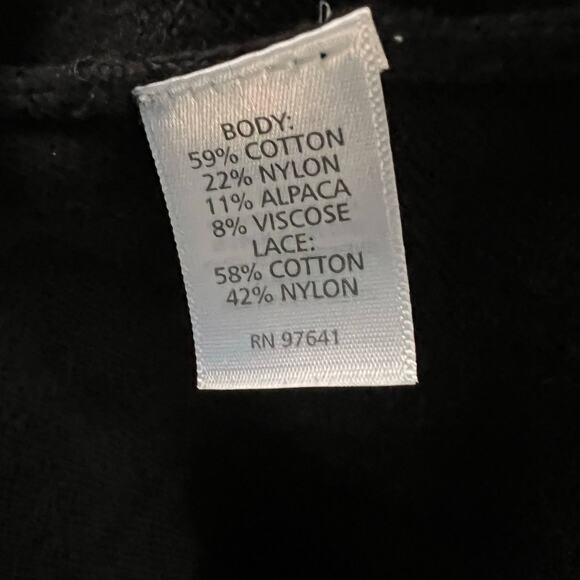 BODY:
59% COTTON
22% NYLON
11% ALPACA
8% VISCOSE
LACE:
58% COTTON
42% NYLON
RN 97641